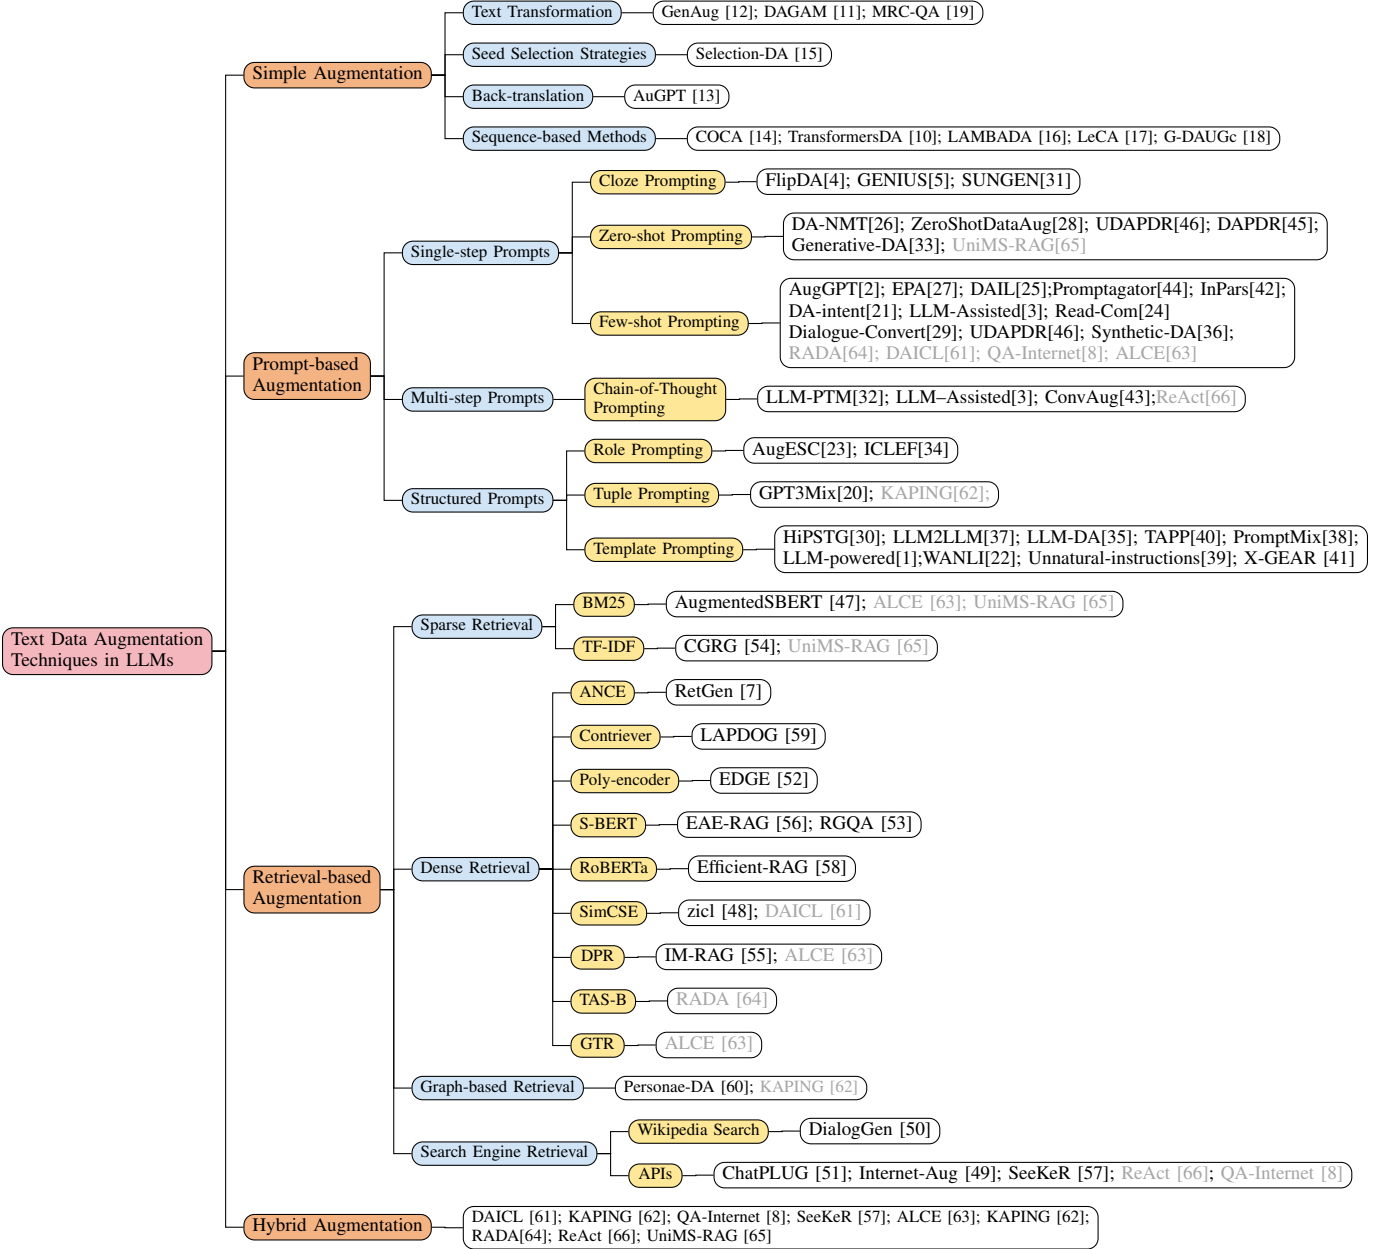 Text Transformation
GenAug [12]; DAGAM [11]; MRC-QA [19]
Seed Selection Strategies
Selection-DA [15]
Simple Augmentation
Back-translation
AuGPT [13]
Sequence-based Methods
COCA [14]; TransformersDA [10]; LAMBADA [16]; LeCA [17]; G-DAUGc [18]
Cloze Prompting
FlipDA[4]; GENIUS[5]; SUNGEN[31]
Single-step Prompts
Zero-shot Prompting
DA-NMT[26]; ZeroShotDataAug[28]; UDAPDR[46]; DAPDR[45];
Generative-DA[33]; UniMS-RAG[65]
Few-shot Prompting
AugGPT[2]; EPA[27]; DAIL[25];Promptagator[44]; InPars[42];
DA-intent[21]; LLM-Assisted[3]; Read-Com[24]
Dialogue-Convert[29]; UDAPDR[46]; Synthetic-DA[36];
RADA[64]; DAICL[61]; QA-Internet[8]; ALCE[63]
Prompt-based
Augmentation
Multi-step Prompts
Chain-of-Thought
Prompting
LLM-PTM[32]; LLM–Assisted[3]; ConvAug[43];ReAct[66]
Structured Prompts
Role Prompting
AugESC[23]; ICLEF[34]
Tuple Prompting
GPT3Mix[20]; KAPING[62];
Template Prompting
HiPSTG[30]; LLM2LLM[37]; LLM-DA[35]; TAPP[40]; PromptMix[38];
LLM-powered[1];WANLI[22]; Unnatural-instructions[39]; X-GEAR [41]
Text Data Augmentation
Techniques in LLMs
Sparse Retrieval
BM25
AugmentedSBERT [47]; ALCE [63]; UniMS-RAG [65]
TF-IDF
CGRG [54]; UniMS-RAG [65]
ANCE
RetGen [7]
Contriever
LAPDOG [59]
Poly-encoder
EDGE [52]
S-BERT
EAE-RAG [56]; RGQA [53]
Retrieval-based
Augmentation
Dense Retrieval
RoBERTa
Efficient-RAG [58]
SimCSE
zicl [48]; DAICL [61]
DPR
IM-RAG [55]; ALCE [63]
TAS-B
RADA [64]
GTR
ALCE [63]
Graph-based Retrieval
Personae-DA [60]; KAPING [62]
Search Engine Retrieval
Wikipedia Search
DialogGen [50]
APIs
ChatPLUG [51]; Internet-Aug [49]; SeeKeR [57]; ReAct [66]; QA-Internet [8]
Hybrid Augmentation
DAICL [61]; KAPING [62]; QA-Internet [8]; SeeKeR [57]; ALCE [63]; KAPING [62];
RADA[64]; ReAct [66]; UniMS-RAG [65]